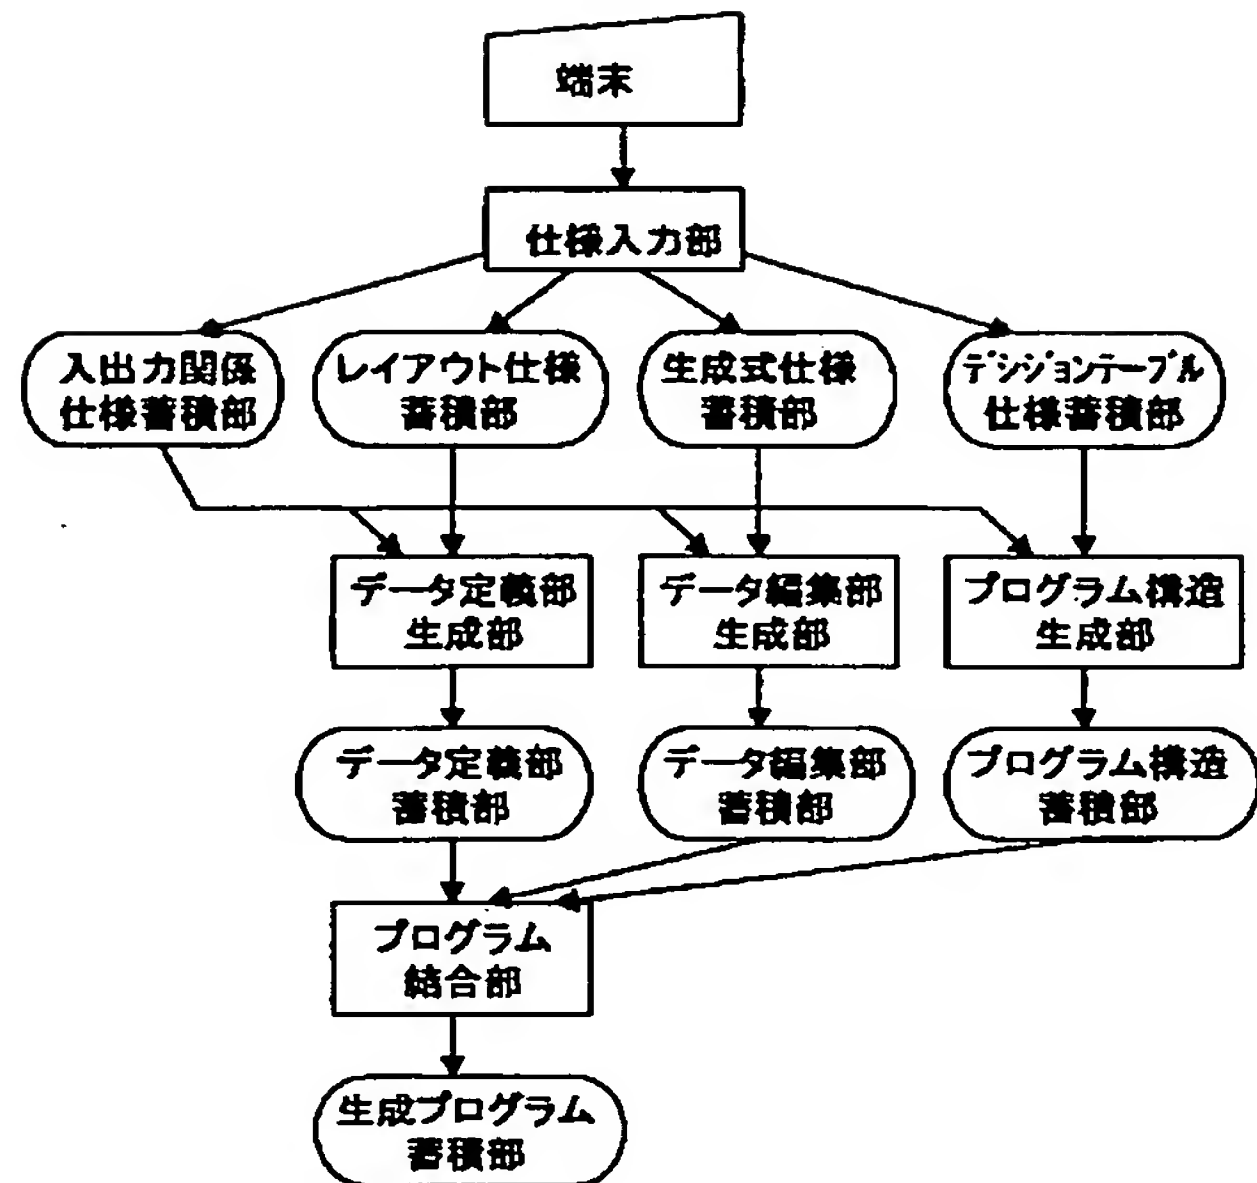 端末
仕様入力部
入出力関係
仕様蓄積部
レイアウト仕様
蓄積部
生成式仕様
蓄積部
デシジョンテーブル
仕様蓄積部
データ定義部
生成部
データ編集部
生成部
プログラム構造
生成部
データ定義部
蓄積部
データ編集部
蓄積部
プログラム構造
蓄積部
プログラム
結合部
生成プログラム
蓄積部